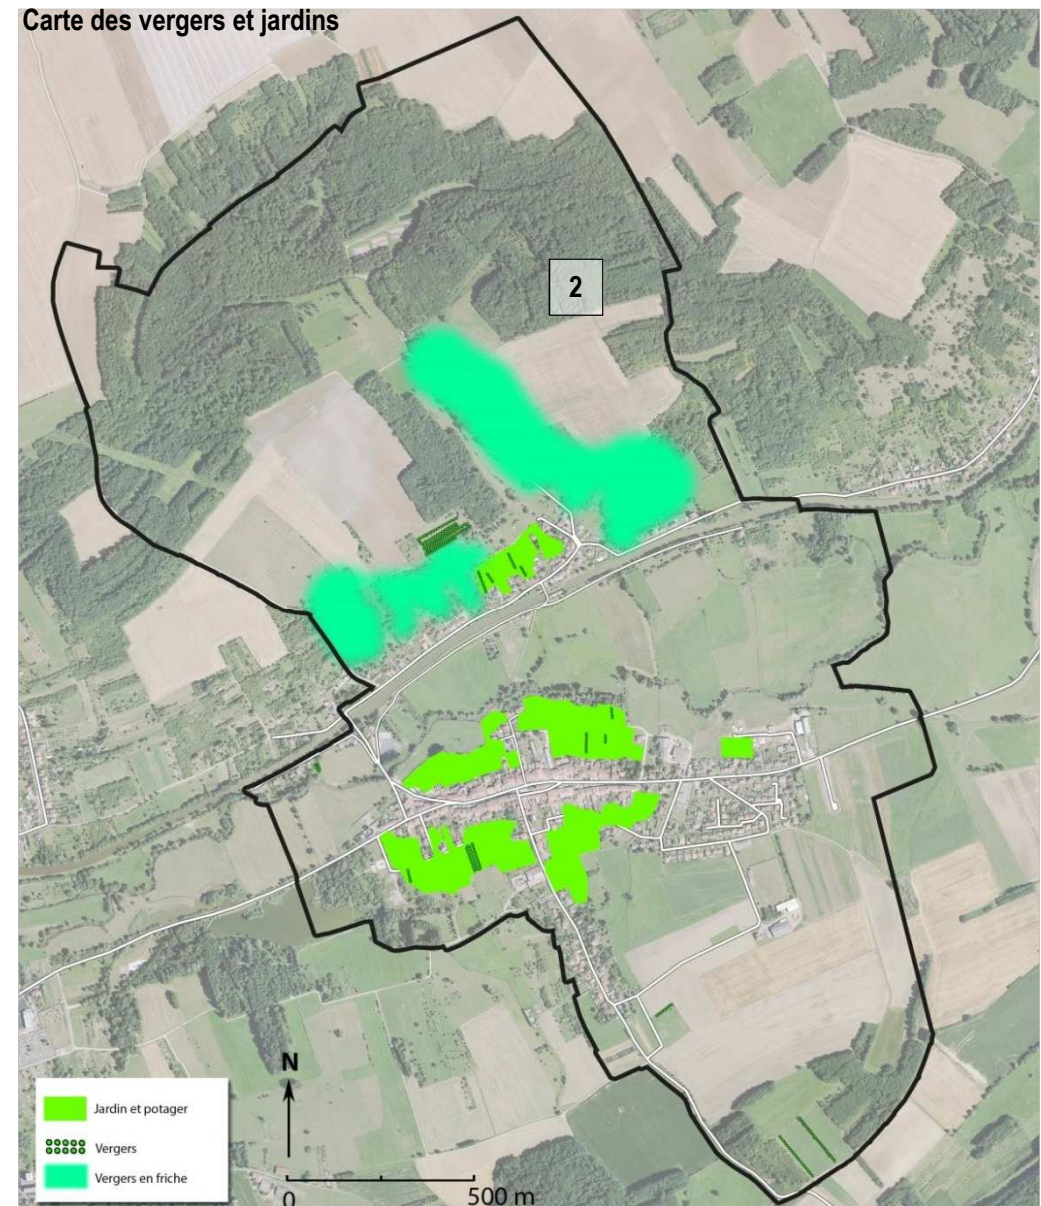 Carte des vergers et jardins
2
N
Jardin et potager
Vergers
Vergers en friche
0
500 m